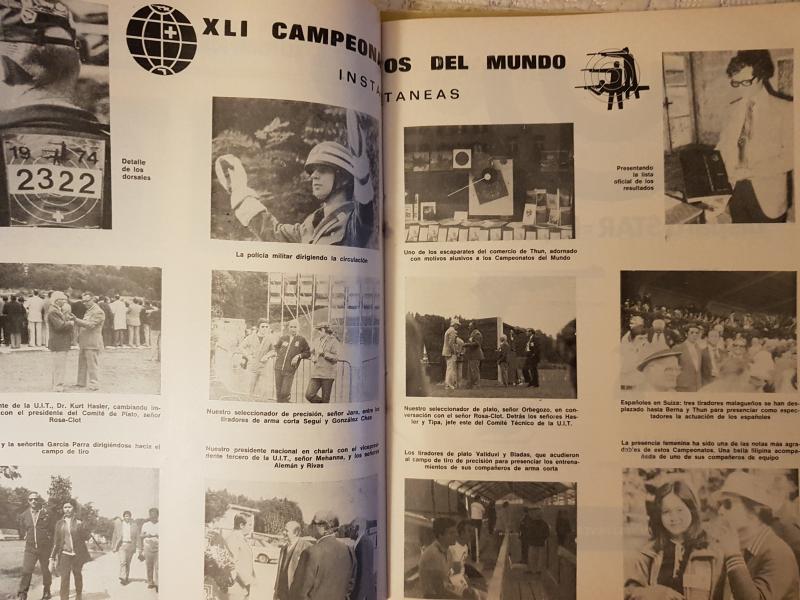 XLI CAMPEONATOS DEL MUNDO
INSTANTANEAS
19 74
2322
Detalle
de los
dorsales
La policía militar dirigiendo la circulación
nte de la U.I.T., Dr. Kurt Hasler, cambiando im-
con el presidente del Comité de Plato, señor
Rosa-Clot
Nuestro seleccionador de precisión, señor Jara, entre los
tiradores de arma corta Seguí y González Chas
y la señorita García Parra dirigiéndose hacia el
campo de tiro
Nuestro presidente nacional en charla con el vicepresi-
dente tercero de la U.I.T., señor Mehanna, y los señores
Alemán y Rivas
Uno de los escaparates del comercio de Thun, adornado
con motivos alusivos a los Campeonatos del Mundo
Presentando
la lista
oficial de los
resultados
Nuestro seleccionador de plato, señor Orbegozo, en con-
versación con el señor Rosa-Clot. Detrás los señores Has-
ler y Tipa, jefe este del Comité Técnico de la U.I.T.
Españoles en Suiza: tres tiradores malagueños se han des-
plazado hasta Berna y Thun para presenciar como espec-
tadores la actuación de los españoles
Los tiradores de plato Validuvi y Bladas, que acudieron
al campo de tiro de precisión para presenciar los entrena-
mientos de sus compañeros de arma corta
La presencia femenina ha sido una de las notas más agra-
dables de estos Campeonatos. Una bella filipina acompa-
ñada de uno de sus compañeros de equipo